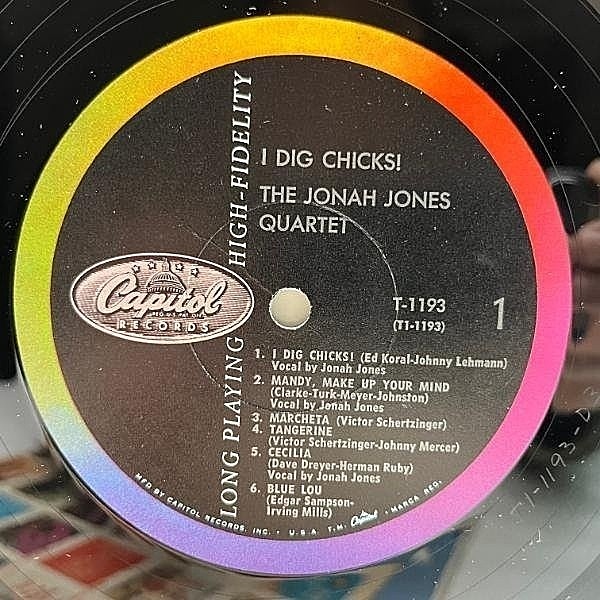 I DIG CHICKS!
THE JONAH JONES
QUARTET
LONG PLAYING HIGH-FIDELITY
Capitol
REG. U.S. PAT. OFF.
RECORDS
T-1193
(T1-1193)
1
1. I DIG CHICKS! (Ed Koral-Johnny Lehmann)
Vocal by Jonah Jones
2. MANDY, MAKE UP YOUR MIND
(Clarke-Turk-Meyer-Johnston)
Vocal by Jonah Jones
3. MARCHETA (Victor Schertzinger)
4. TANGERINE
(Victor Schertzinger-Johnny Mercer)
5. CECILIA
(Dave Dreyer-Herman Ruby)
Vocal by Jonah Jones
6. BLUE LOU
(Edgar Sampson-
Irving Mills)
MFD BY CAPITOL RECORDS, INC. • U.S.A. T.M. Capitol • MARCA REG.
T1-1193-D3